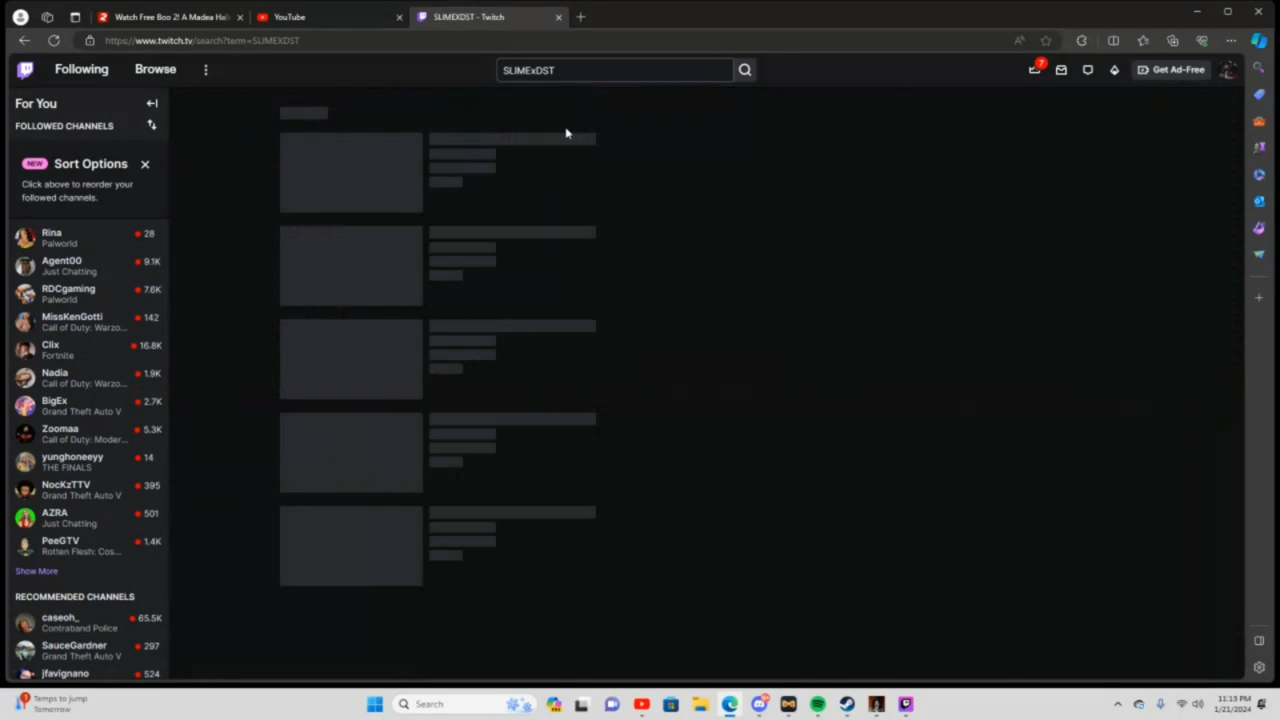 Watch Free Boo 2! A Madea Hal
YouTube
SLIMEXDST - Twitch
https://www.twitch.tv/search?term=SLIMEXDST
Following
Browse
SLIMExDST
7
Get Ad-Free
For You
FOLLOWED CHANNELS
NEW Sort Options
Click above to reorder your
followed channels.
Rina 28
Palworld
Agent00 9.1K
Just Chatting
RDCgaming 7.6K
Palworld
MissKenGotti 142
Call of Duty: Warzo...
Clix 16.8K
Fortnite
Nadia 1.9K
Call of Duty: Warzo...
BigEx 2.7K
Grand Theft Auto V
Zoomaa 5.3K
Call of Duty: Moder...
yunghoneeyy 14
THE FINALS
NocKzTTV 395
Grand Theft Auto V
AZRA 501
Just Chatting
PeeGTV 1.4K
Rotten Flesh: Cos...
Show More
RECOMMENDED CHANNELS
caseoh_ 65.5K
Contraband Police
SauceGardner 297
Grand Theft Auto V
jfavignano 524
Temps to jump
Tomorrow
Search
11:13 PM
1/21/2024